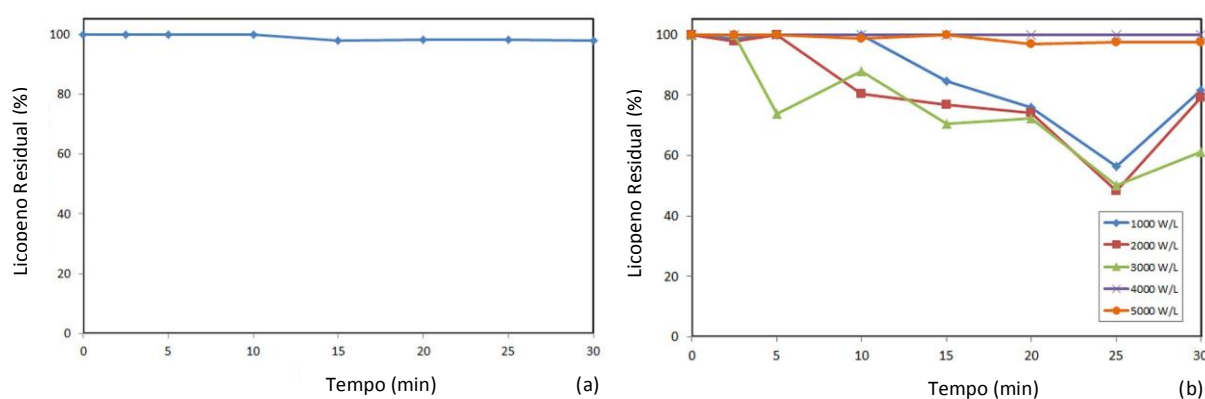 Licopeno Residual (%)
100
80
60
40
20
0
0 5 10 15 20 25 30
Tempo (min)
(a)
Licopeno Residual (%)
100
80
60
40
20
0
1000 W/L
2000 W/L
3000 W/L
4000 W/L
5000 W/L
0 5 10 15 20 25 30
Tempo (min)
(b)